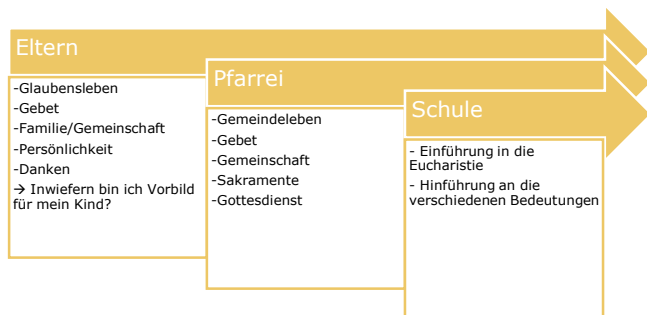 Eltern
-Glaubensleben
-Gebet
-Familie/Gemeinschaft
-Persönlichkeit
-Danken
→ Inwiefern bin ich Vorbild
für mein Kind?
Pfarrei
-Gemeindeleben
-Gebet
-Gemeinschaft
-Sakramente
-Gottesdienst
Schule
- Einführung in die
Eucharistie
- Hinführung an die
verschiedenen Bedeutungen